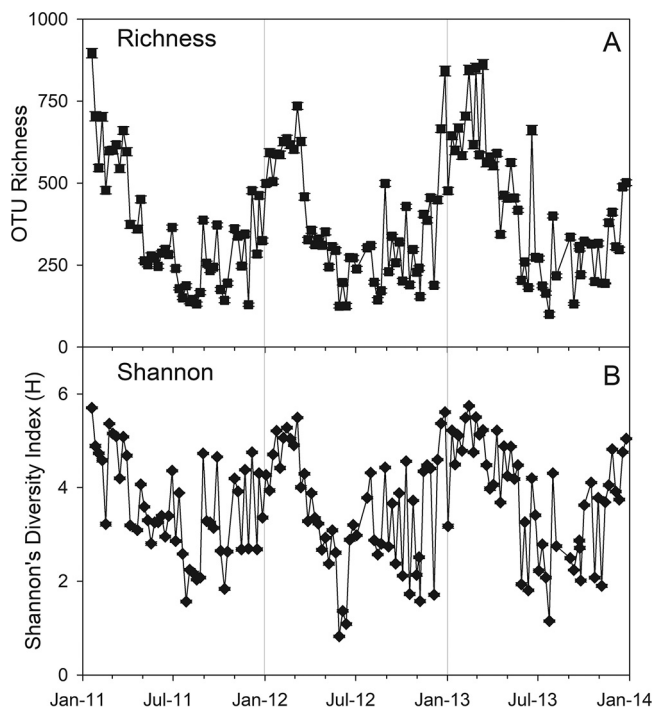 1000
Richness
A
750
OTU Richness
500
250
0
6
Shannon
B
4
Shannon's Diversity Index (H)
2
0
Jan-11 Jul-11 Jan-12 Jul-12 Jan-13 Jul-13 Jan-14